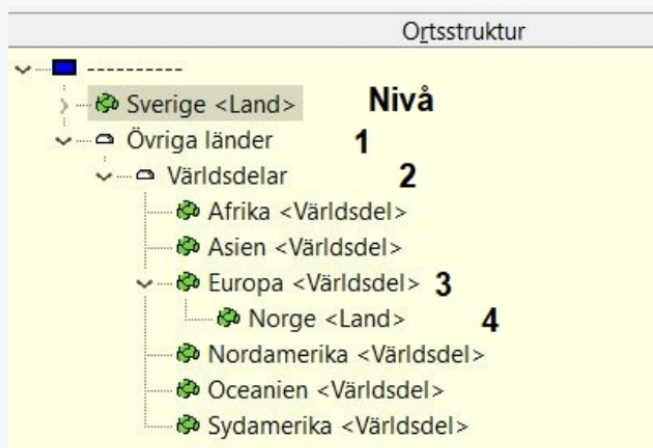 Ortsstruktur
----------
Sverige <Land> Nivå
Övriga länder 1
Världsdelar 2
Afrika <Världsdel>
Asien <Världsdel>
Europa <Världsdel> 3
Norge <Land> 4
Nordamerika <Världsdel>
Oceanien <Världsdel>
Sydamerika <Världsdel>